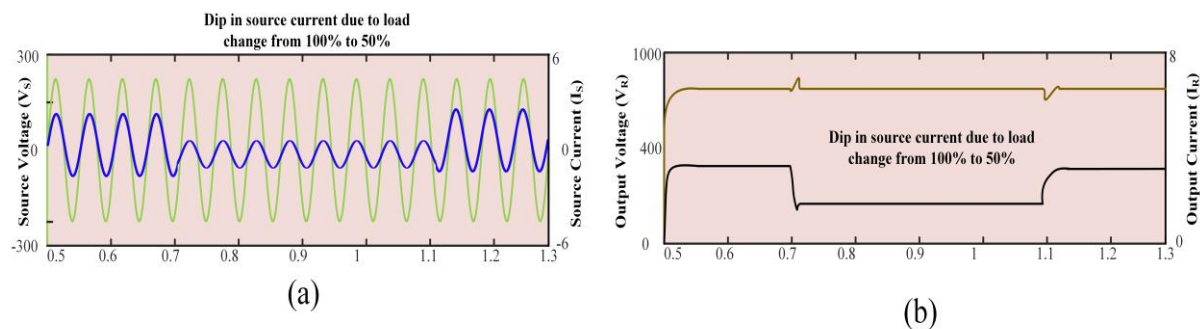 Dip in source current due to load
change from 100% to 50%
300
0
-300
Source Voltage (VS)
6
0
-6
Source Current (IS)
0.5 0.6 0.7 0.8 0.9 1 1.1 1.2 1.3
(a)
1000
400
0
Output Voltage (VR)
Dip in source current due to load
change from 100% to 50%
8
0
Output Current (IR)
0.5 0.6 0.7 0.8 0.9 1 1.1 1.2 1.3
(b)